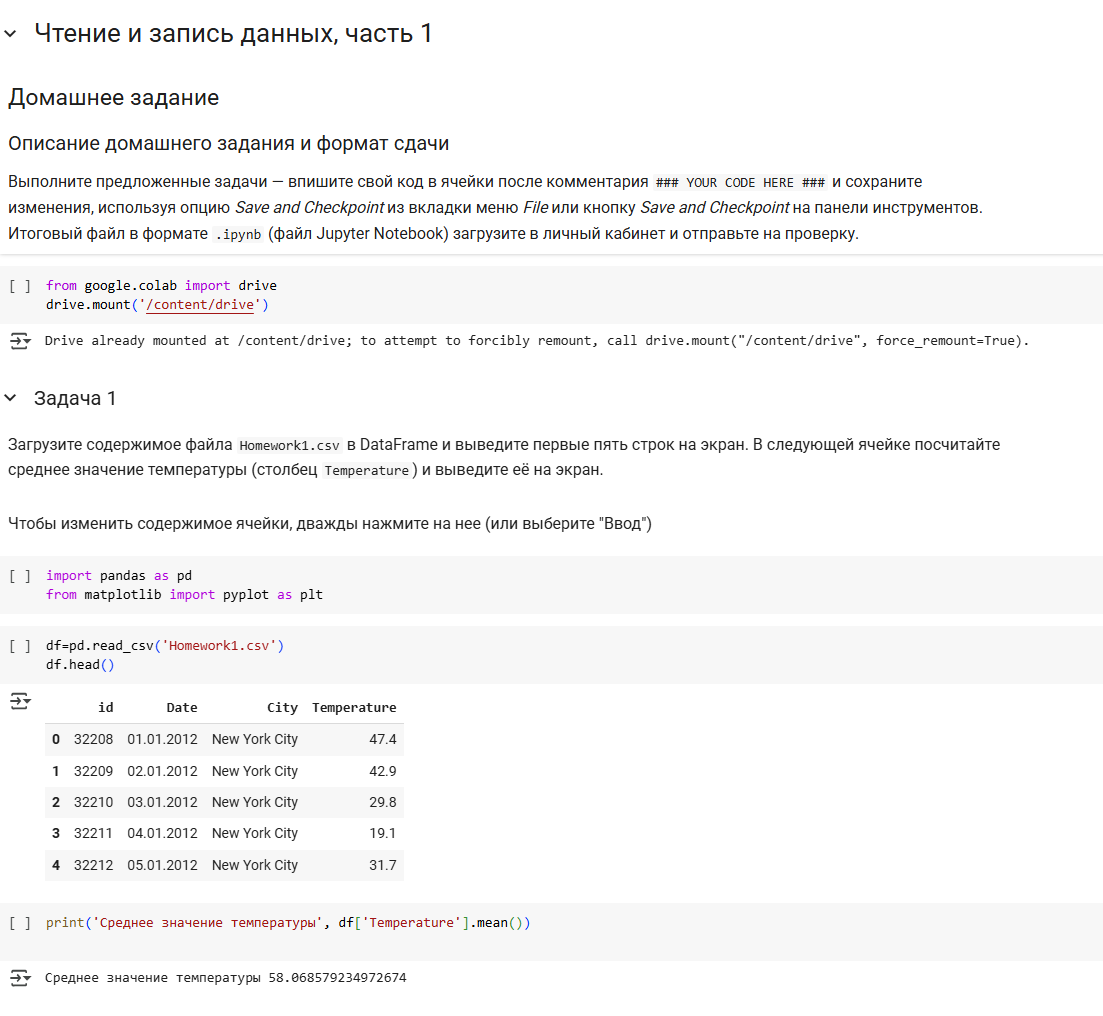 Чтение и запись данных, часть 1
Домашнее задание
Описание домашнего задания и формат сдачи
Выполните предложенные задачи — впишите свой код в ячейки после комментария ### YOUR CODE HERE ### и сохраните
изменения, используя опцию Save and Checkpoint из вкладки меню File или кнопку Save and Checkpoint на панели инструментов.
Итоговый файл в формате .ipynb (файл Jupyter Notebook) загрузите в личный кабинет и отправьте на проверку.
[ ] from google.colab import drive
drive.mount('/content/drive')
Drive already mounted at /content/drive; to attempt to forcibly remount, call drive.mount("/content/drive", force_remount=True).
Задача 1
Загрузите содержимое файла Homework1.csv в DataFrame и выведите первые пять строк на экран. В следующей ячейке посчитайте
среднее значение температуры (столбец Temperature) и выведите её на экран.
Чтобы изменить содержимое ячейки, дважды нажмите на нее (или выберите "Ввод")
[ ] import pandas as pd
from matplotlib import pyplot as plt
[ ] df=pd.read_csv('Homework1.csv')
df.head()
id Date City Temperature
0 32208 01.01.2012 New York City 47.4
1 32209 02.01.2012 New York City 42.9
2 32210 03.01.2012 New York City 29.8
3 32211 04.01.2012 New York City 19.1
4 32212 05.01.2012 New York City 31.7
[ ] print('Среднее значение температуры', df['Temperature'].mean())
Среднее значение температуры 58.068579234972674